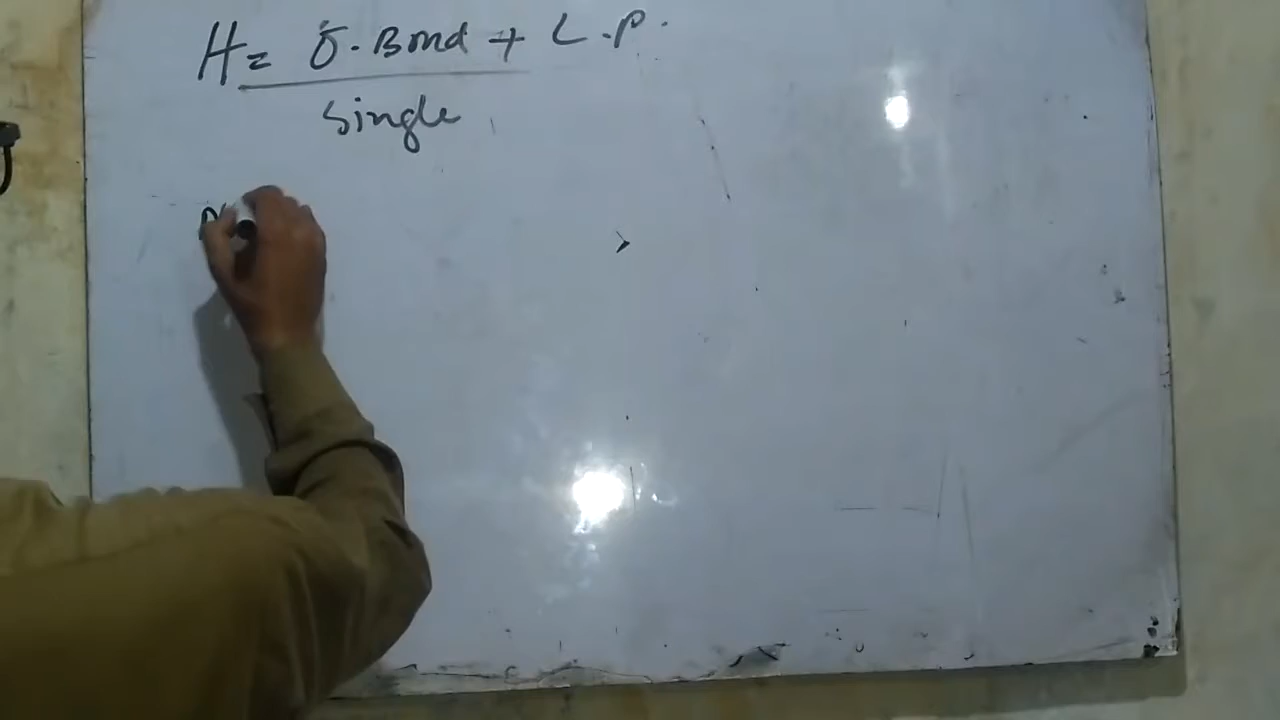 H = σ. Bond + L.P.
Single